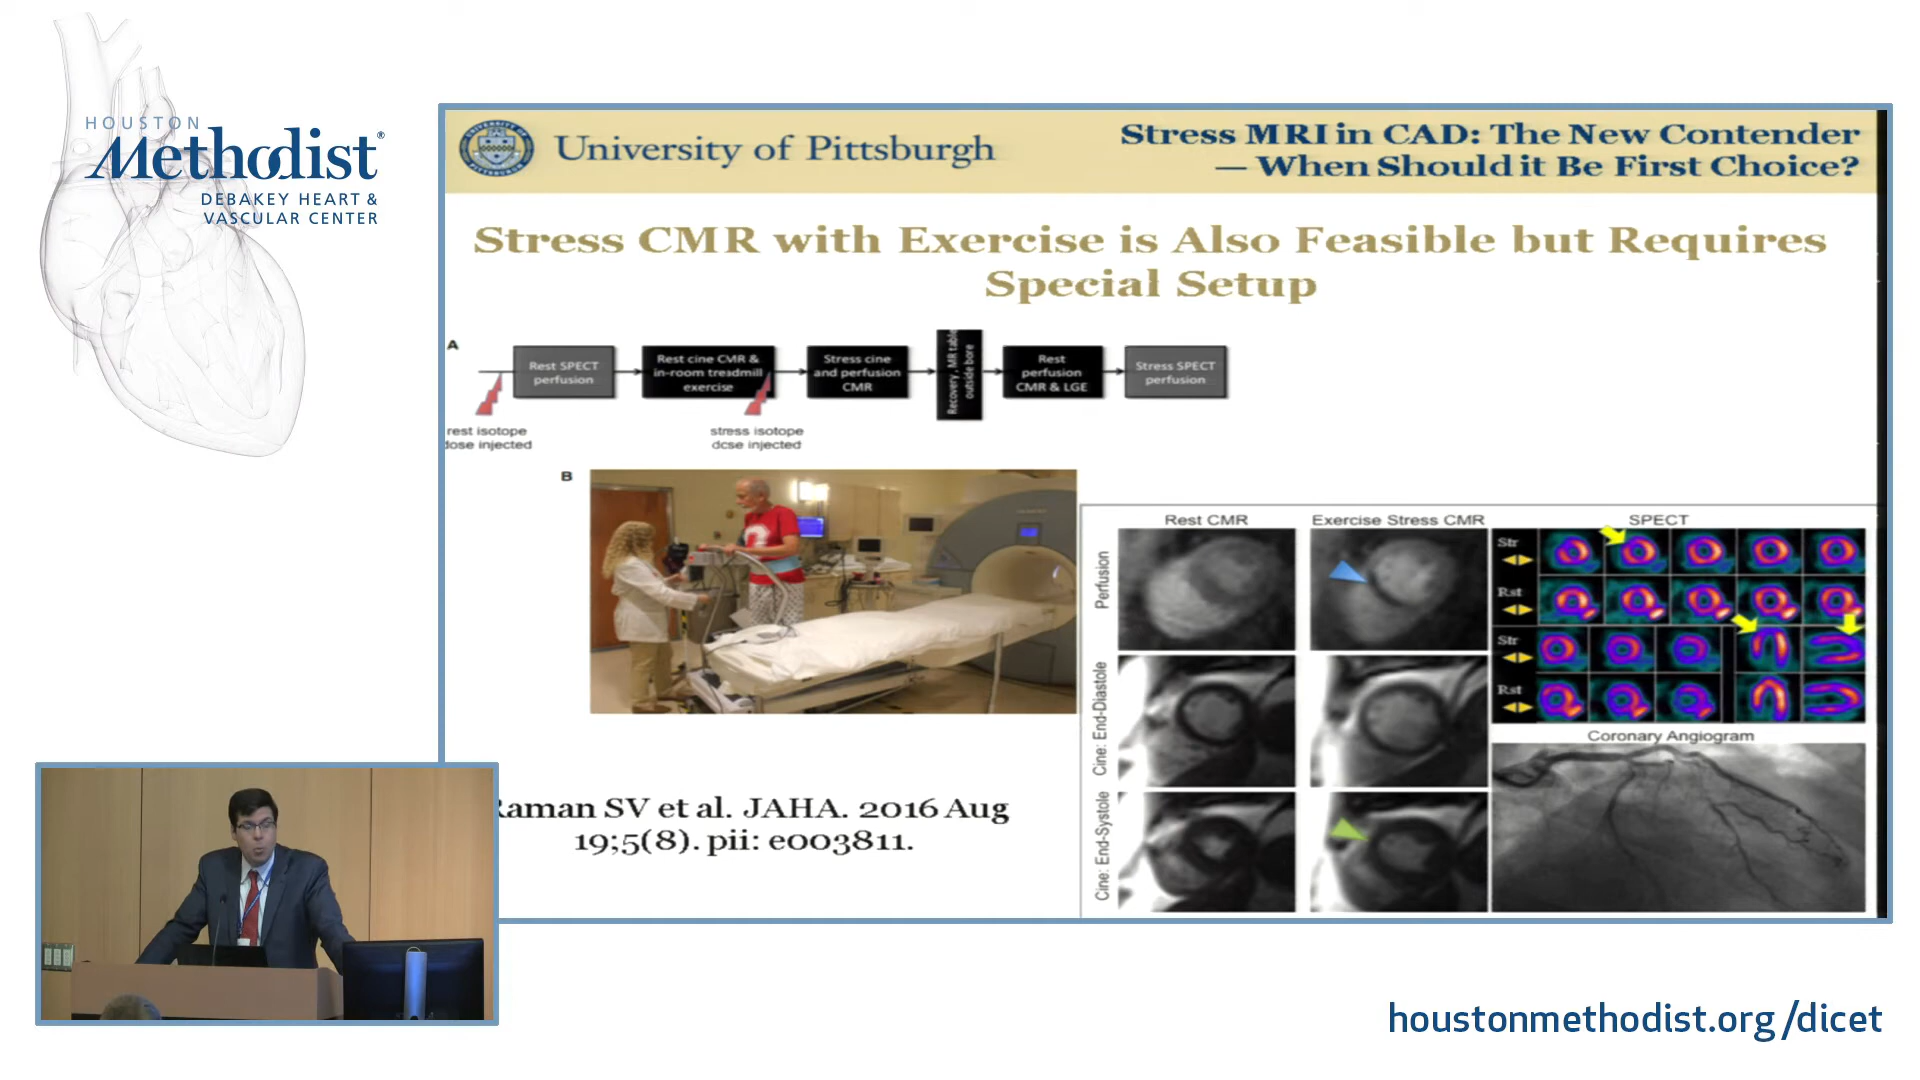 HOUSTON
Methodist®
DEBAKEY HEART &
VASCULAR CENTER
University of Pittsburgh
Stress MRI in CAD: The New Contender
— When Should it Be First Choice?
Stress CMR with Exercise is Also Feasible but Requires
Special Setup
A
Rest SPECT
perfusion
Rest cine CMR &
in-room treadmill
exercise
Stress cine
and perfusion
CMR
Recovery, MR table
outside bore
Rest
perfusion
CMR & LGE
Stress SPECT
perfusion
rest isotope
dose injected
stress isotope
dose injected
B
Rest CMR
Exercise Stress CMR
SPECT
Perfusion
Cine: End-Diastole
Cine: End-Systole
Str
Rst
Str
Rst
Coronary Angiogram
Raman SV et al. JAHA. 2016 Aug
19;5(8). pii: e003811.
houstonmethodist.org/dicet